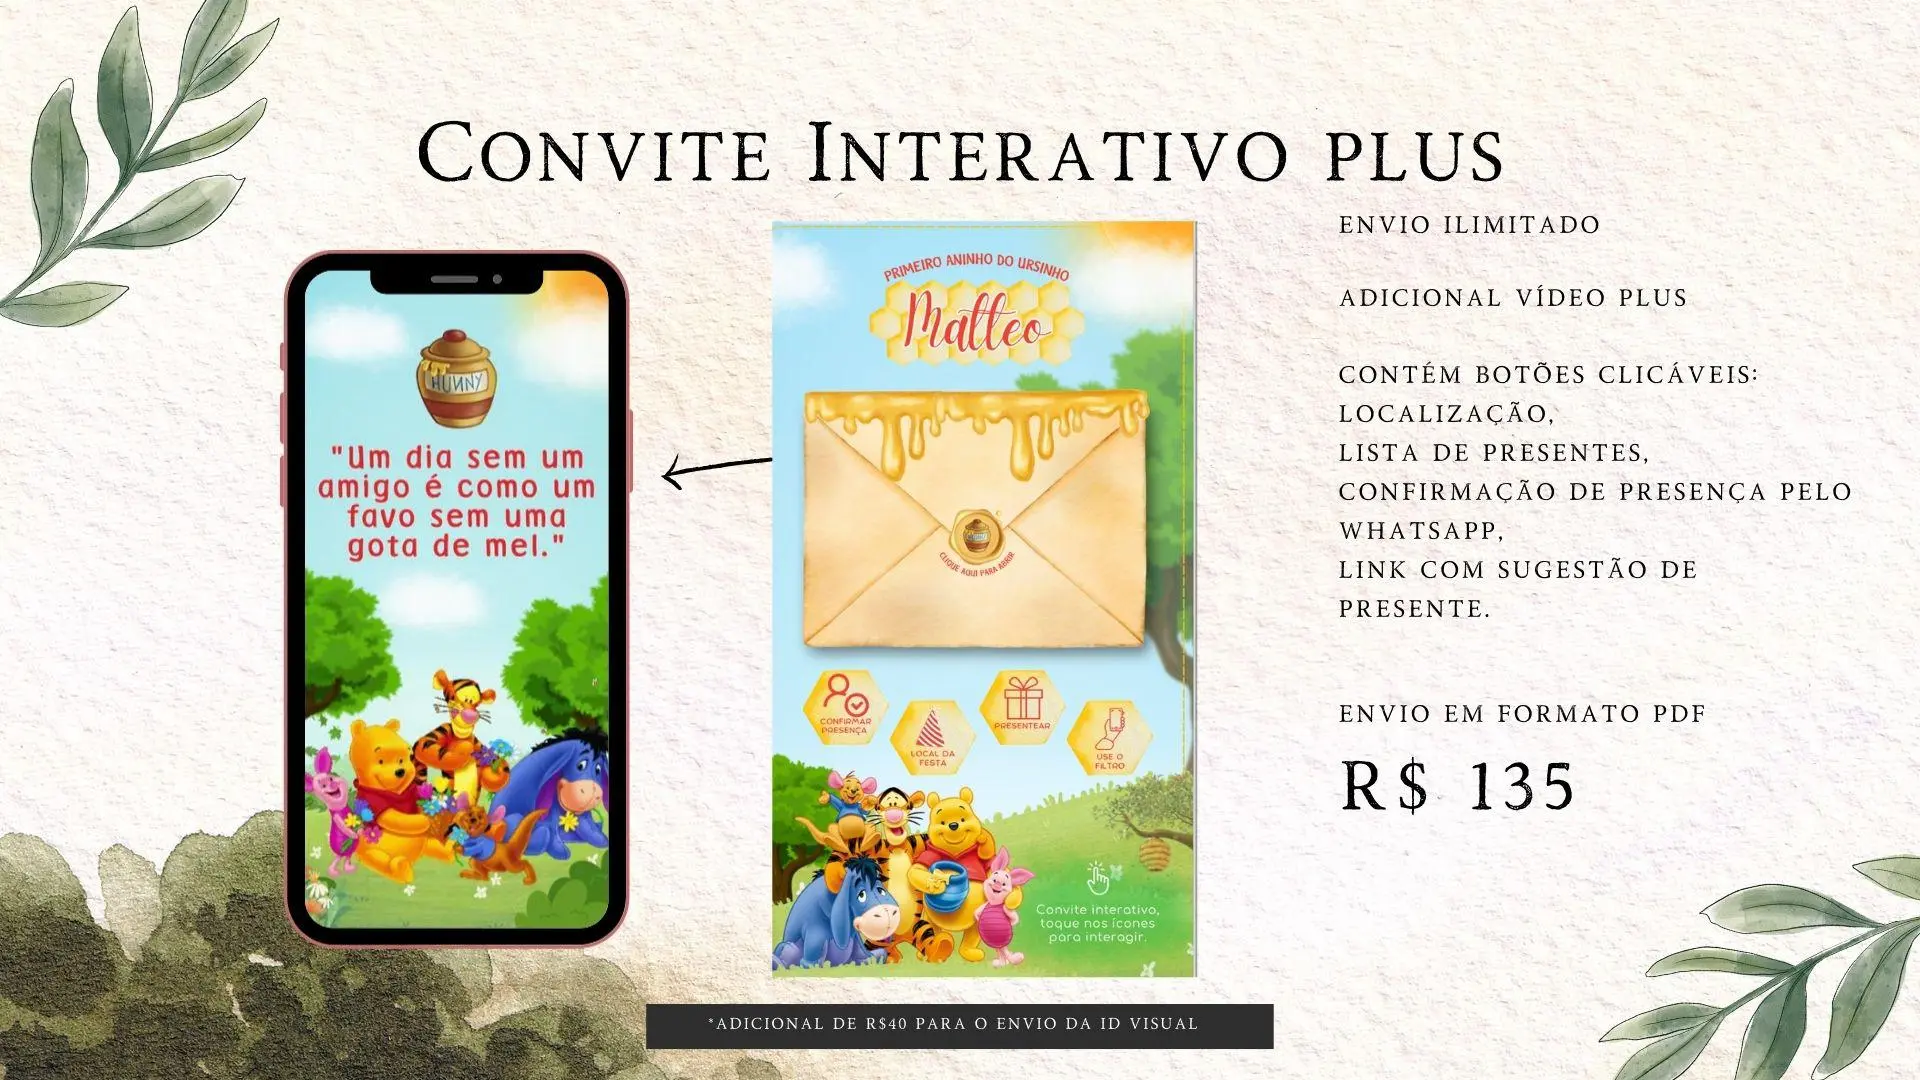 CONVITE INTERATIVO PLUS
HUNNY
"Um dia sem um
amigo é como um
favo sem uma
gota de mel."
PRIMEIRO ANINHO DO URSINHO
Matteo
CLIQUE AQUI PARA ABRIR
CONFIRMAR
PRESENÇA
LOCAL DA
FESTA
PRESENTEAR
USE O
FILTRO
Convite interativo,
toque nos ícones
para interagir.
ENVIO ILIMITADO
ADICIONAL VÍDEO PLUS
CONTÉM BOTÕES CLICÁVEIS:
LOCALIZAÇÃO,
LISTA DE PRESENTES,
CONFIRMAÇÃO DE PRESENÇA PELO
WHATSAPP,
LINK COM SUGESTÃO DE
PRESENTE.
ENVIO EM FORMATO PDF
R$ 135
*ADICIONAL DE R$40 PARA O ENVIO DA ID VISUAL